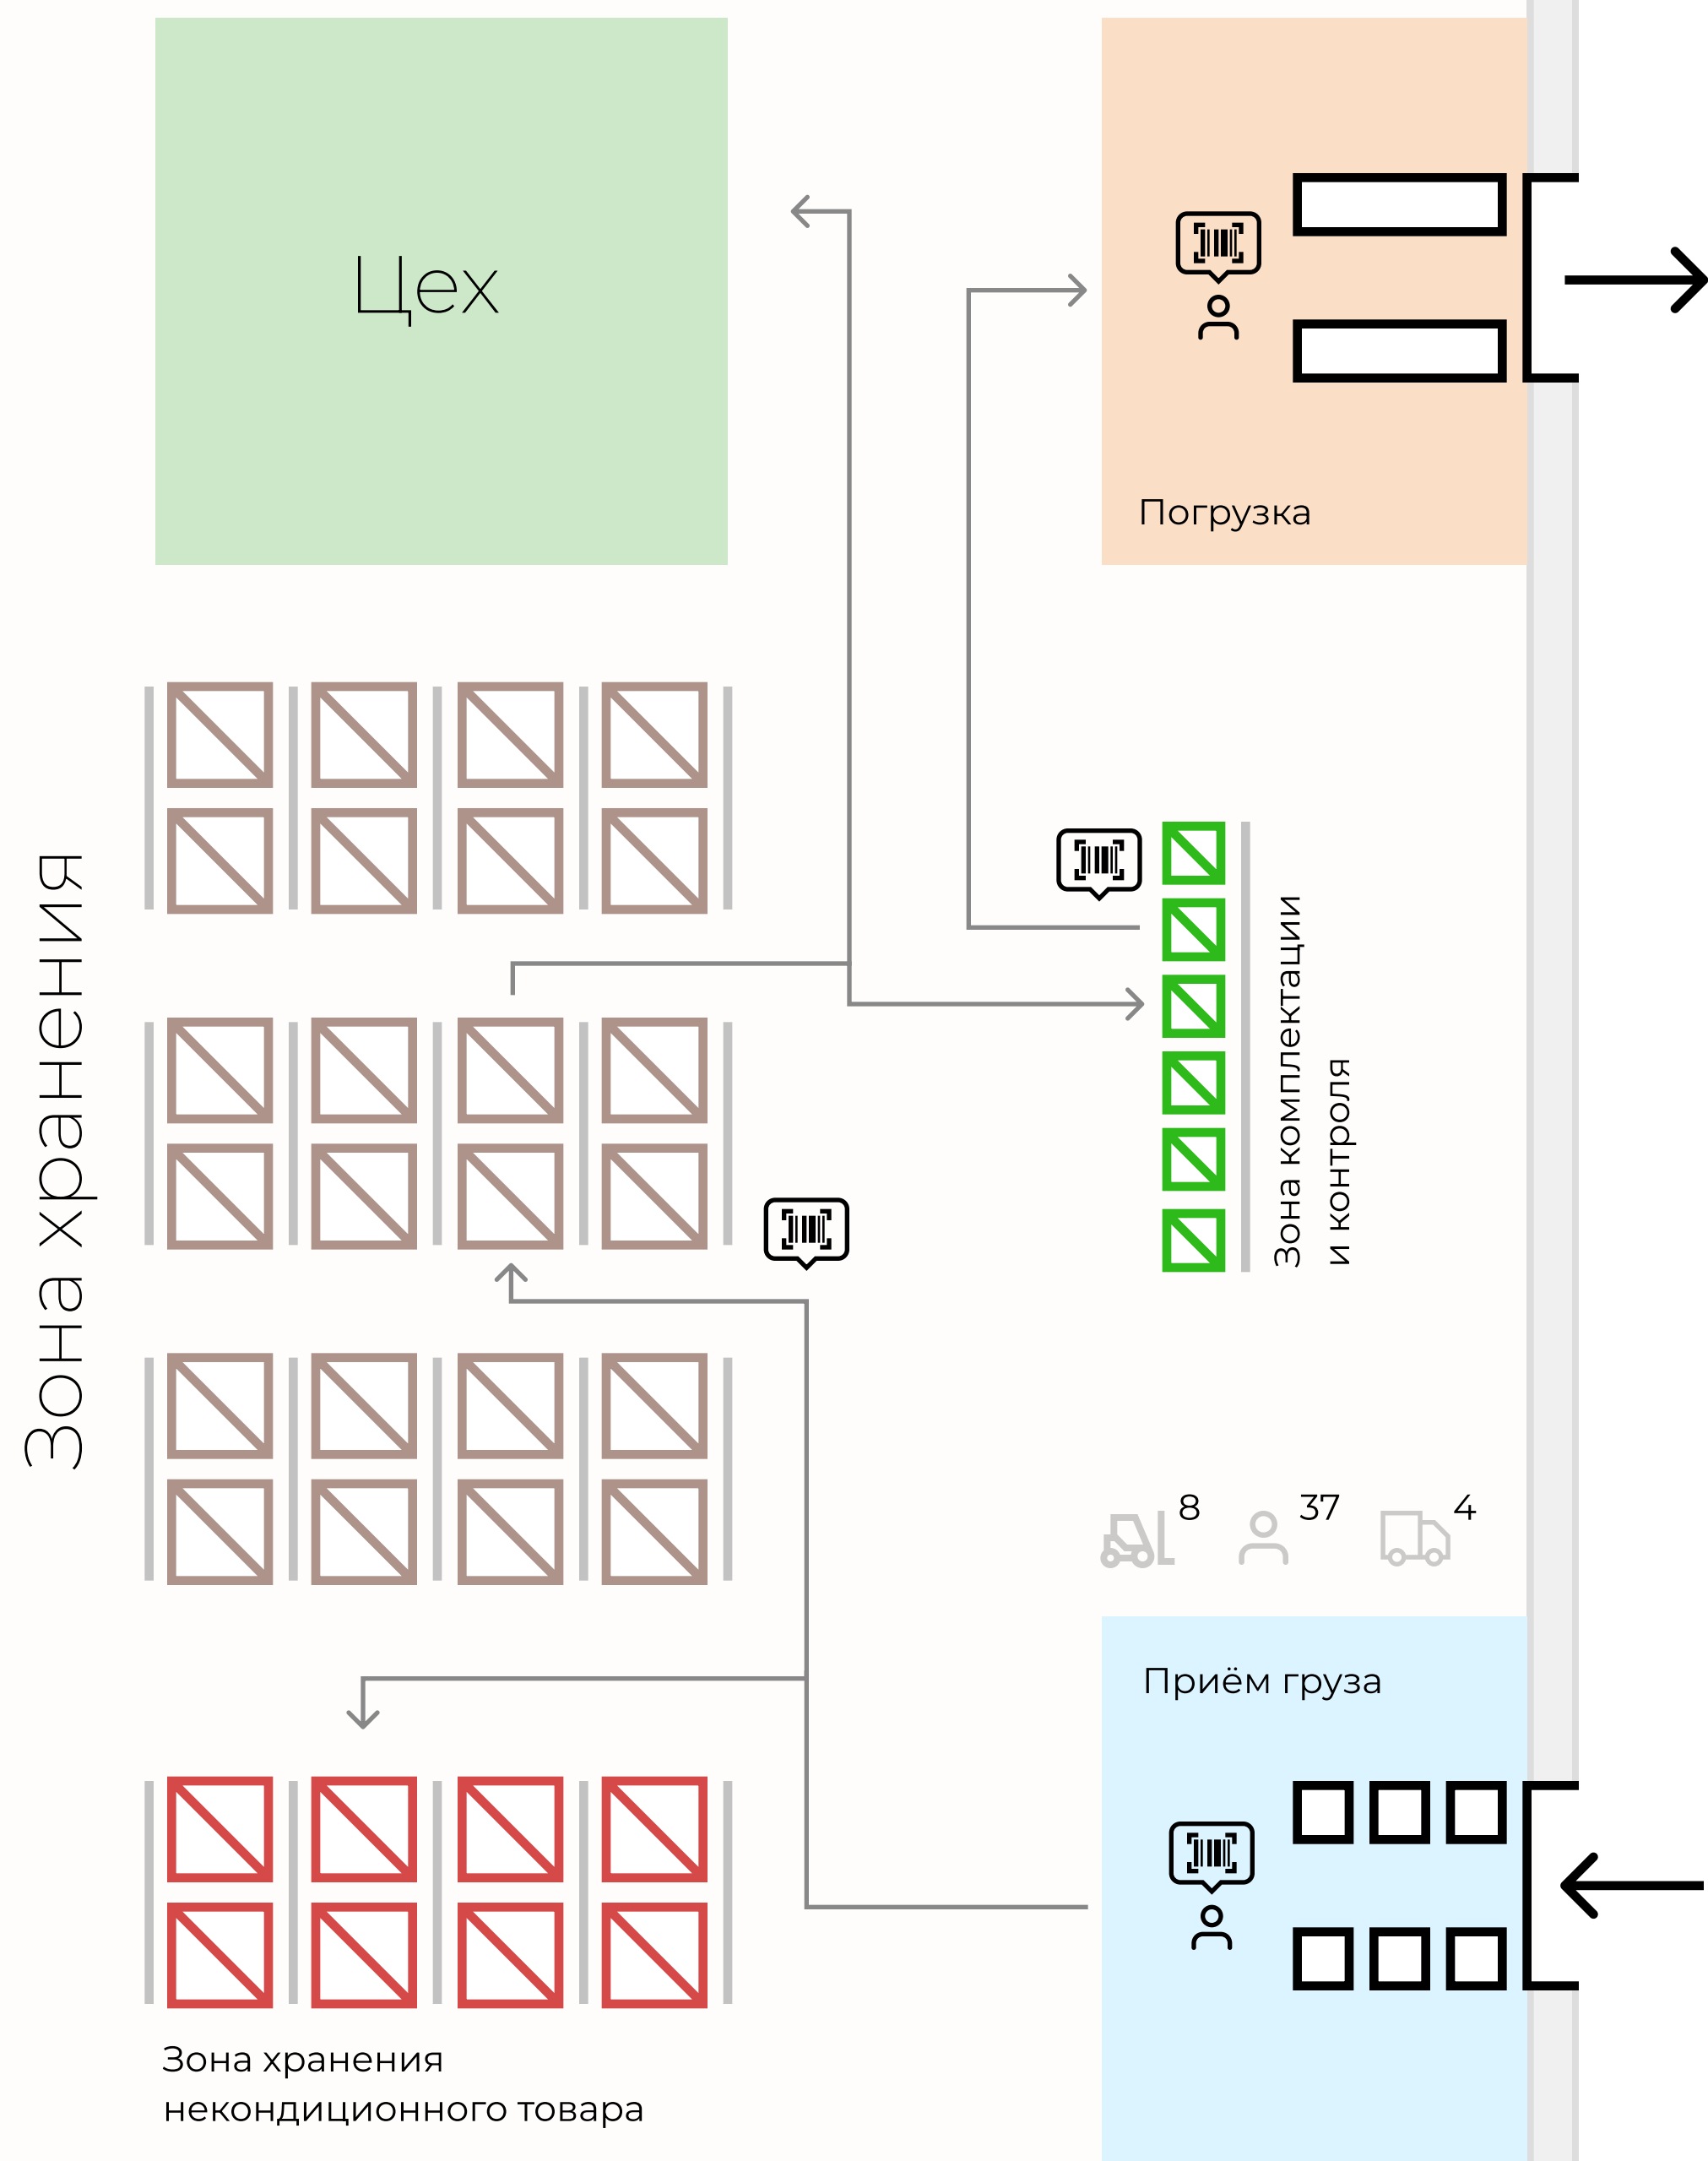 Цех
Погрузка
Зона хранения
Зона комплектации
и контроля
8
37
4
Приём груза
Зона хранения
некондиционного товара